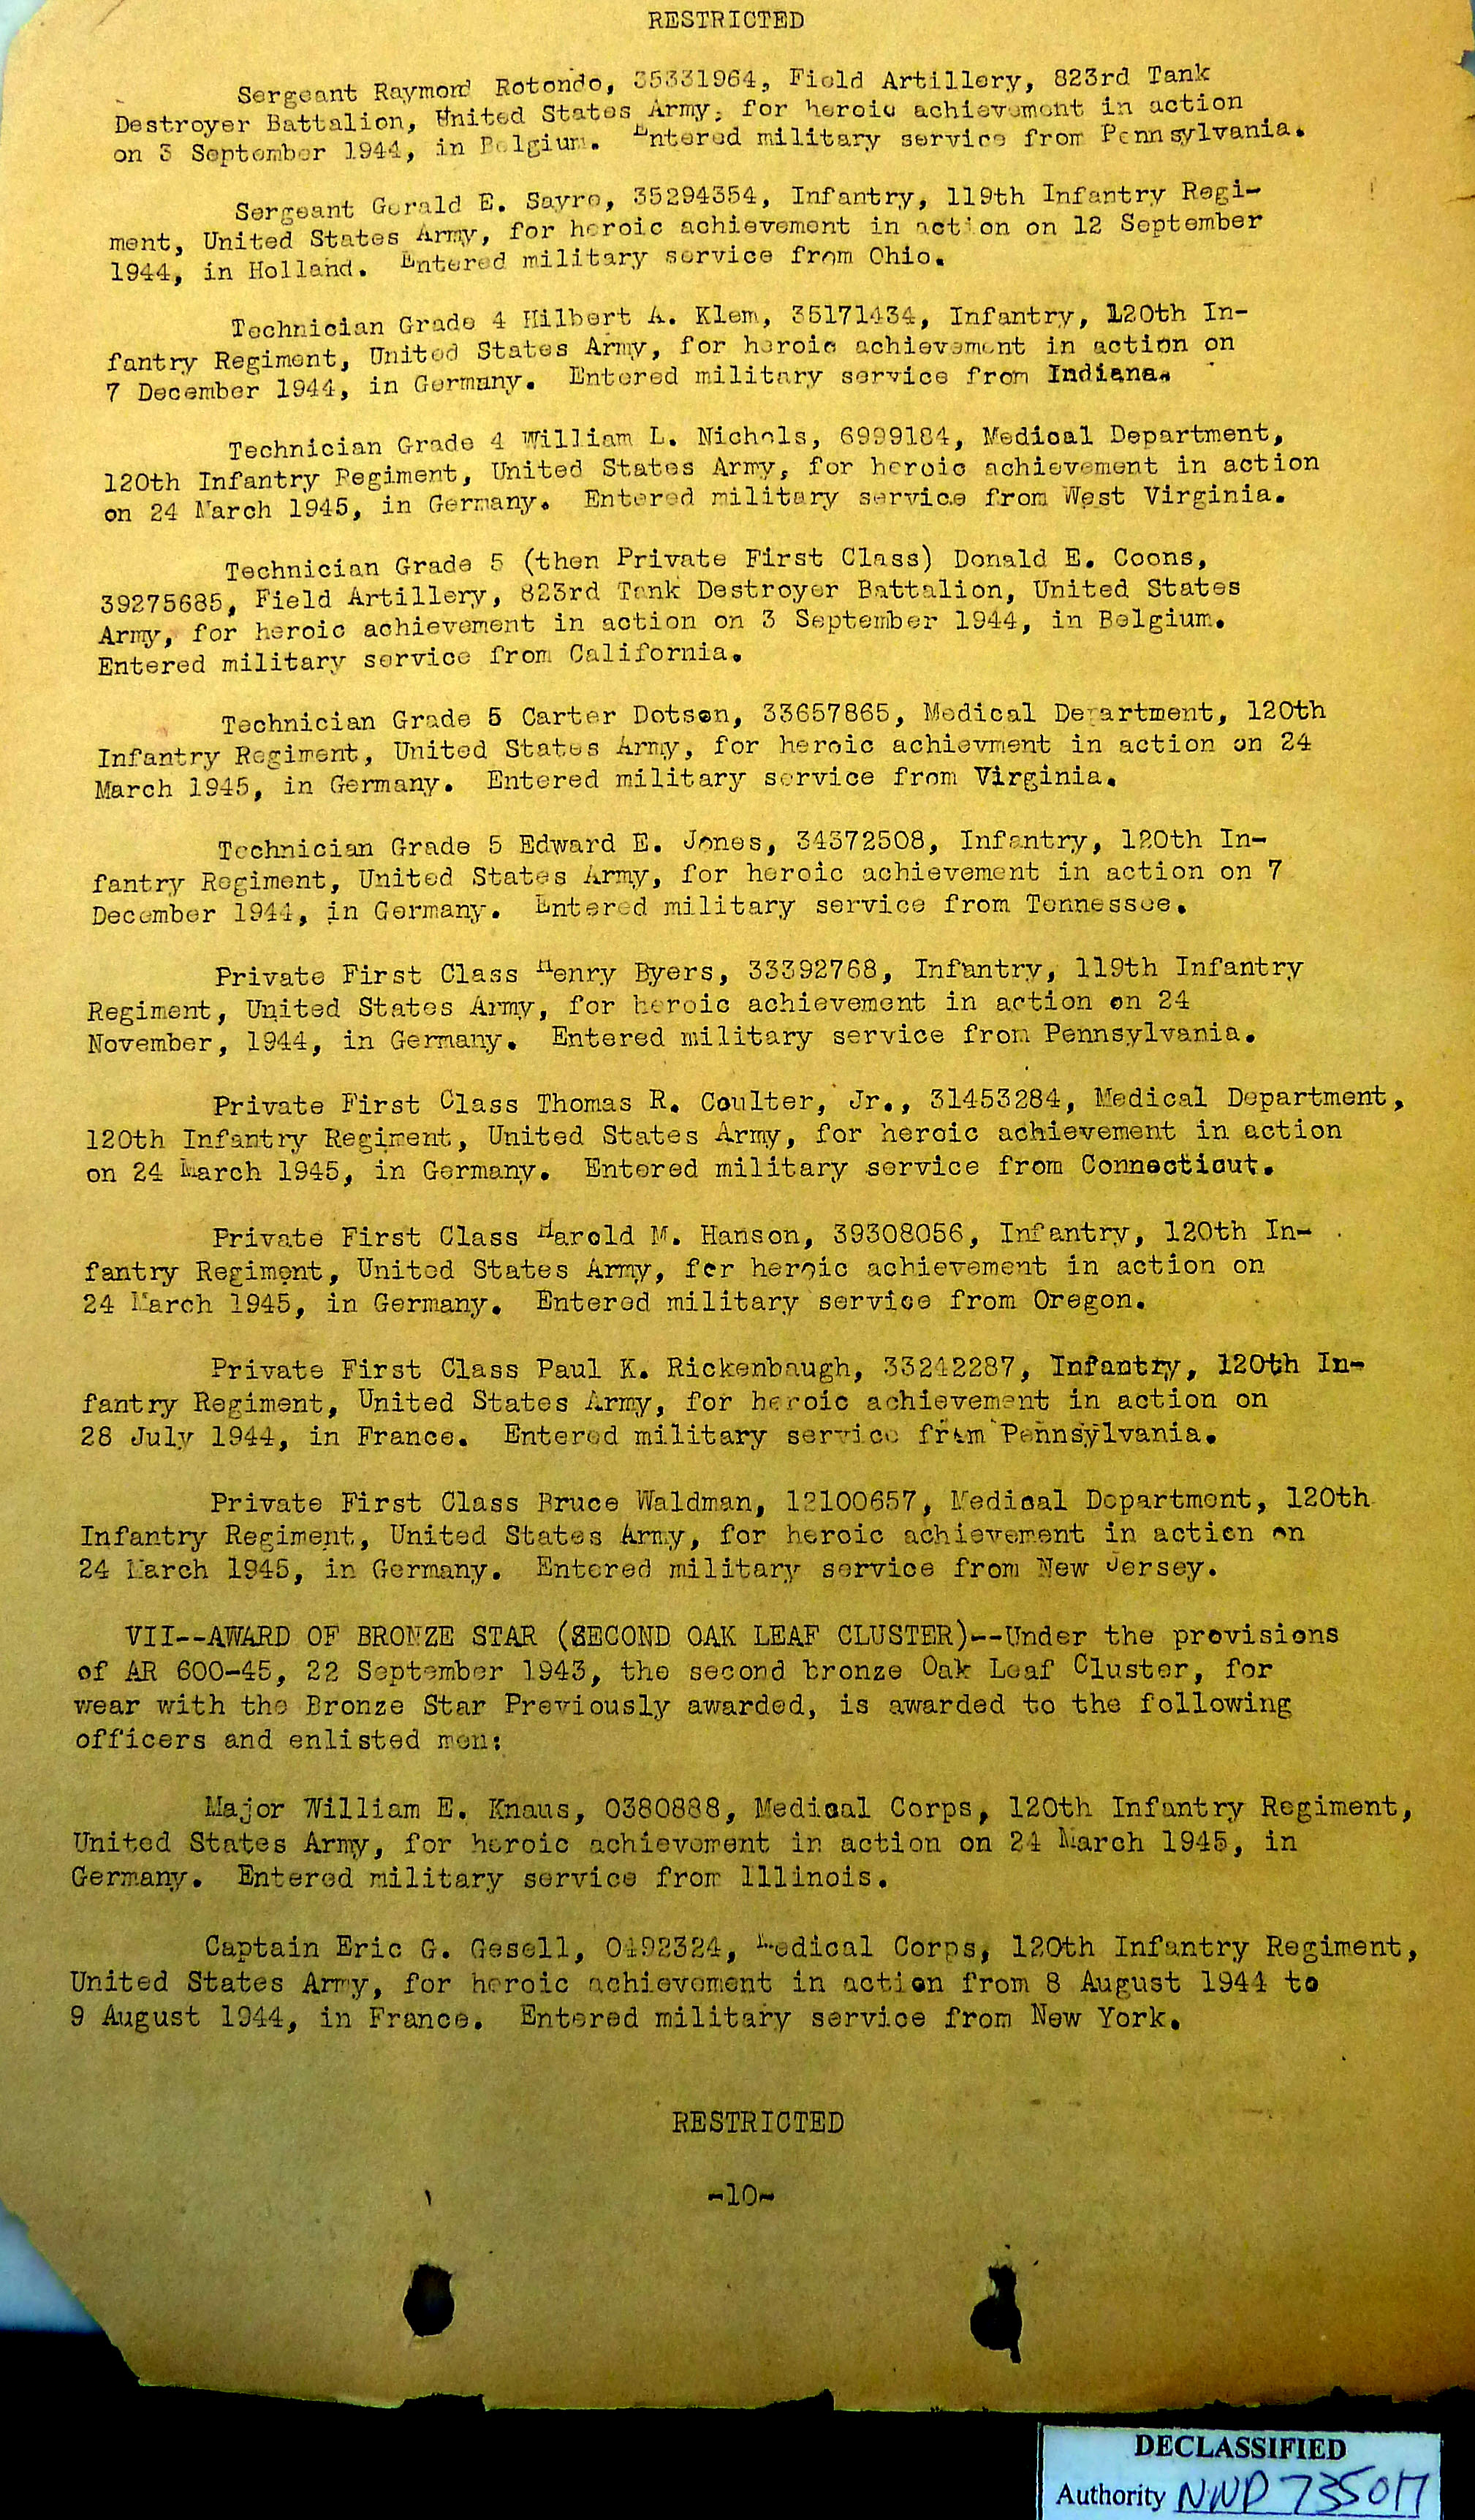 RESTRICTED
Sergeant Raymond Rotondo, 35331964, Field Artillery, 823rd Tank
Destroyer Battalion, United States Army, for heroic achievement in action
on 3 September 1944, in Belgium. Entered military service from Pennsylvania.
Sergeant Gerald E. Sayre, 35294354, Infantry, 119th Infantry Regi-
ment, United States Army, for heroic achievement in action on 12 September
1944, in Holland. Entered military service from Ohio.
Technician Grade 4 Hilbert A. Klem, 35171434, Infantry, 120th In-
fantry Regiment, United States Army, for heroic achievement in action on
7 December 1944, in Germany. Entered military service from Indiana.
Technician Grade 4 William L. Nichols, 6999184, Medical Department,
120th Infantry Regiment, United States Army, for heroic achievement in action
on 24 March 1945, in Germany. Entered military service from West Virginia.
Technician Grade 5 (then Private First Class) Donald E. Coons,
39275685, Field Artillery, 823rd Tank Destroyer Battalion, United States
Army, for heroic achievement in action on 3 September 1944, in Belgium.
Entered military service from California.
Technician Grade 5 Carter Dotson, 33657865, Medical Department, 120th
Infantry Regiment, United States Army, for heroic achievment in action on 24
March 1945, in Germany. Entered military service from Virginia.
Technician Grade 5 Edward E. Jones, 34372508, Infantry, 120th In-
fantry Regiment, United States Army, for heroic achievement in action on 7
December 1944, in Germany. Entered military service from Tennessee.
Private First Class Henry Byers, 33392768, Infantry, 119th Infantry
Regiment, United States Army, for heroic achievement in action on 24
November, 1944, in Germany. Entered military service from Pennsylvania.
Private First Class Thomas R. Coulter, Jr., 31453284, Medical Department,
120th Infantry Regiment, United States Army, for heroic achievement in action
on 24 March 1945, in Germany. Entered military service from Connecticut.
Private First Class Harold M. Hanson, 39308056, Infantry, 120th In-
fantry Regiment, United States Army, for heroic achievement in action on
24 March 1945, in Germany. Entered military service from Oregon.
Private First Class Paul K. Rickenbaugh, 33242287, Infantry, 120th In-
fantry Regiment, United States Army, for heroic achievement in action on
28 July 1944, in France. Entered military service from Pennsylvania.
Private First Class Bruce Waldman, 12100657, Medical Department, 120th
Infantry Regiment, United States Army, for heroic achievement in action on
24 March 1945, in Germany. Entered military service from New Jersey.
VII--AWARD OF BRONZE STAR (SECOND OAK LEAF CLUSTER)--Under the provisions
of AR 600-45, 22 September 1943, the second bronze Oak Leaf Cluster, for
wear with the Bronze Star Previously awarded, is awarded to the following
officers and enlisted men:
Major William E. Knaus, 0380888, Medical Corps, 120th Infantry Regiment,
United States Army, for heroic achievement in action on 24 March 1945, in
Germany. Entered military service from Illinois.
Captain Eric G. Gesell, 0492324, Medical Corps, 120th Infantry Regiment,
United States Army, for heroic achievement in action from 8 August 1944 to
9 August 1944, in France. Entered military service from New York.
RESTRICTED
-10-
DECLASSIFIED
Authority NND 735017